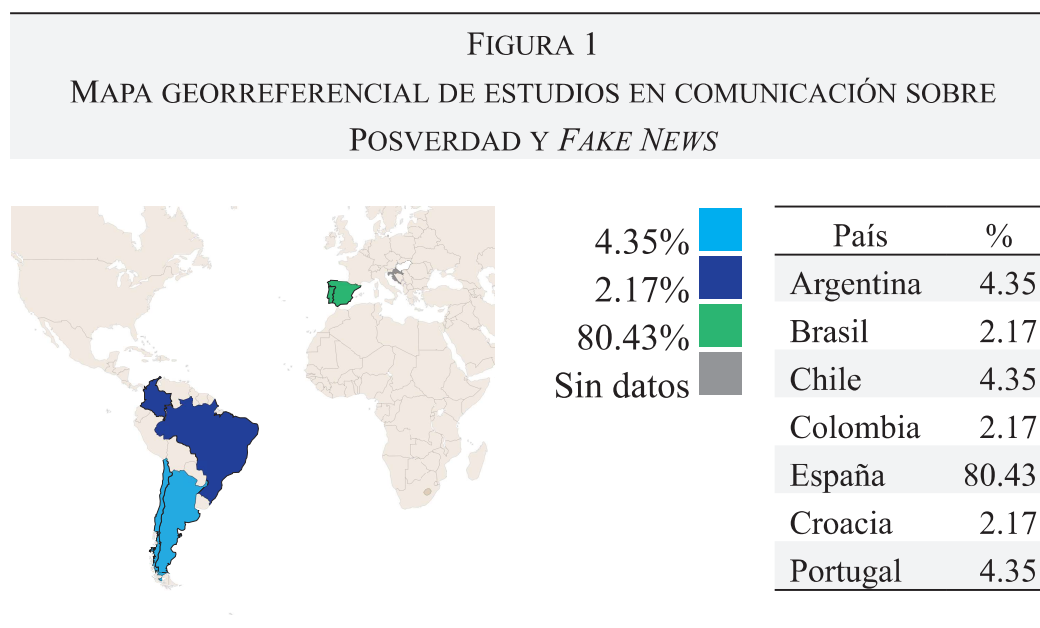 FIGURA 1
MAPA GEORREFERENCIAL DE ESTUDIOS EN COMUNICACIÓN SOBRE
POSVERDAD Y FAKE NEWS
4.35%
2.17%
80.43%
Sin datos
País %
Argentina 4.35
Brasil 2.17
Chile 4.35
Colombia 2.17
España 80.43
Croacia 2.17
Portugal 4.35